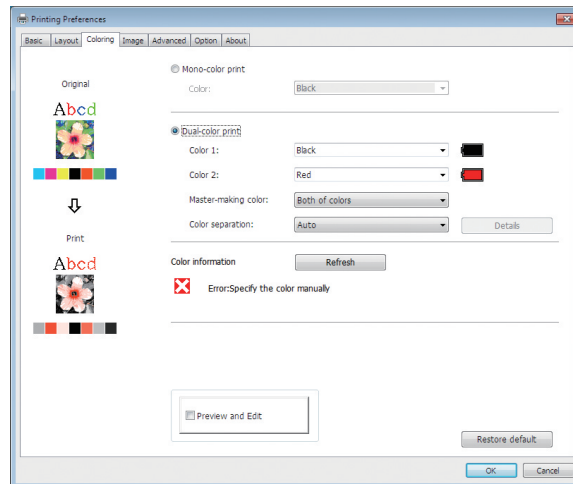 Printing Preferences
Basic Layout Coloring Image Advanced Option About
Original
Abcd
Print
Abcd
Mono-color print
Color: Black
Dual-color print
Color 1: Black
Color 2: Red
Master-making color: Both of colors
Color separation: Auto Details
Color information Refresh
Error:Specify the color manually
Preview and Edit
Restore default
OK Cancel